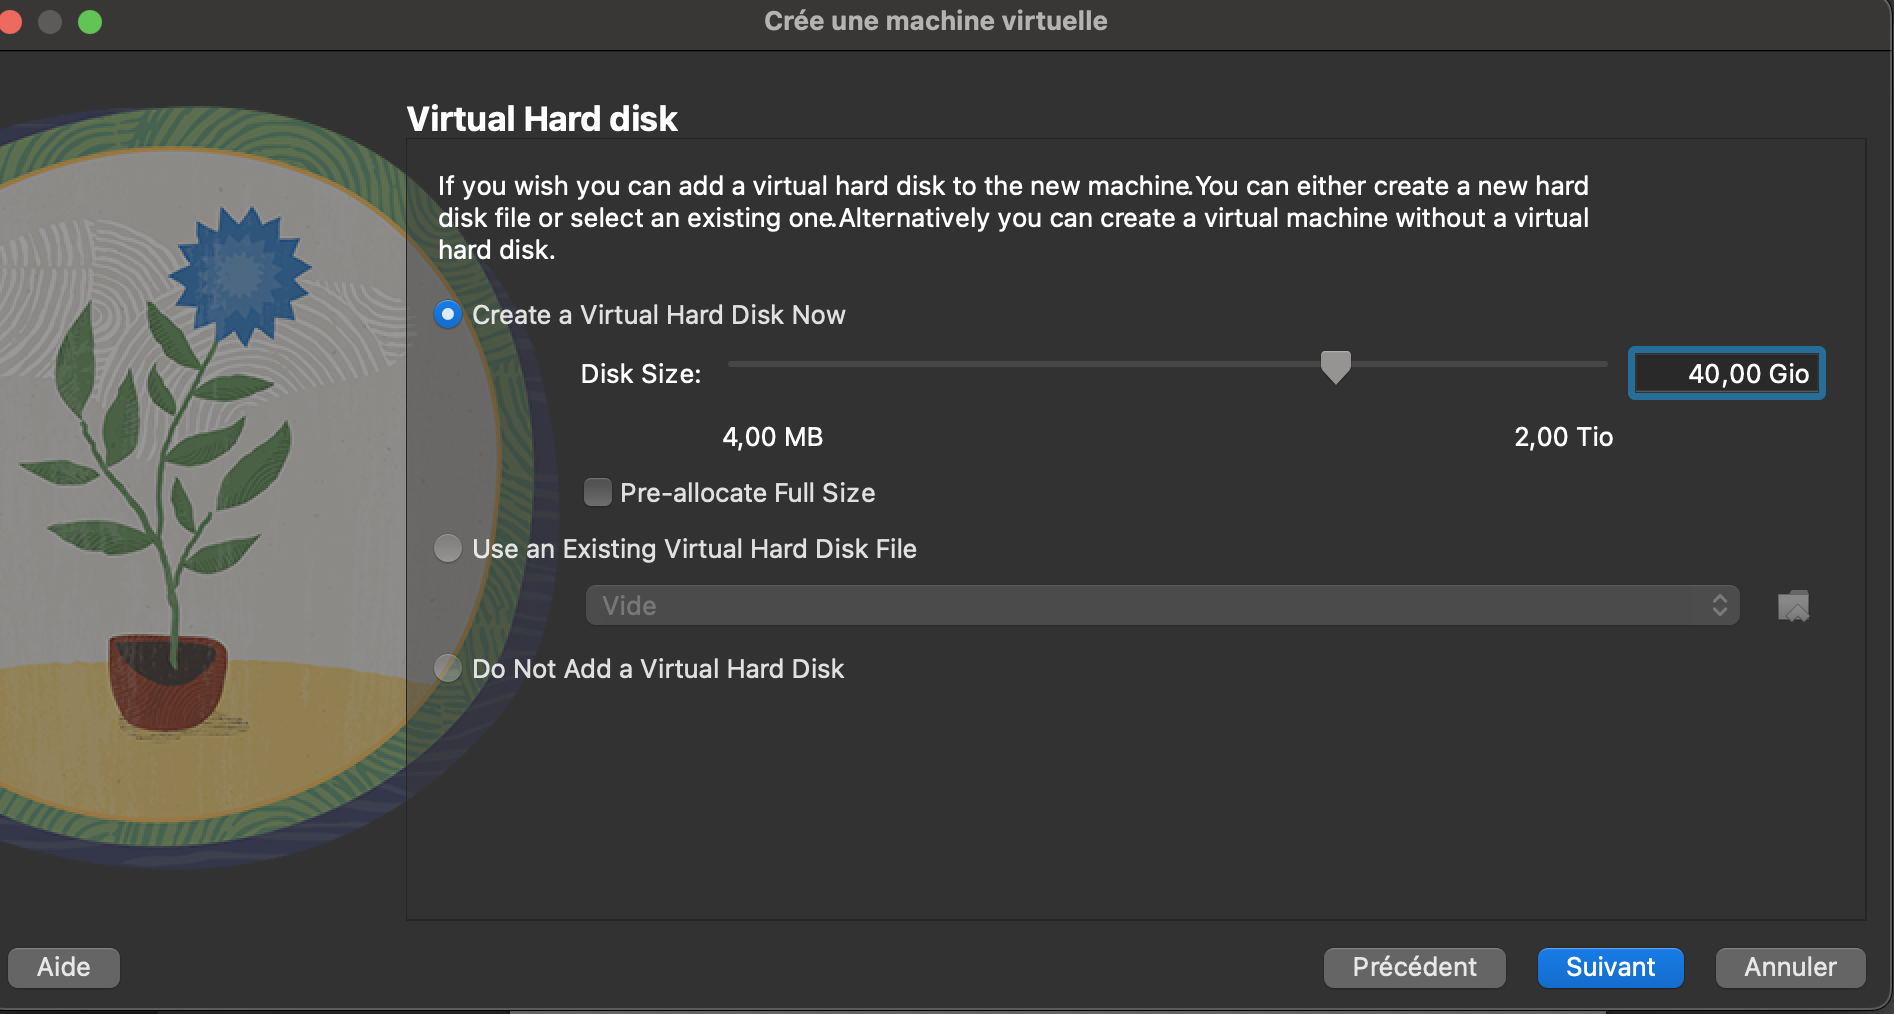 Crée une machine virtuelle
Virtual Hard disk
If you wish you can add a virtual hard disk to the new machine.You can either create a new hard
disk file or select an existing one.Alternatively you can create a virtual machine without a virtual
hard disk.
Create a Virtual Hard Disk Now
Disk Size:
40,00 Gio
4,00 MB
2,00 Tio
Pre-allocate Full Size
Use an Existing Virtual Hard Disk File
Vide
Do Not Add a Virtual Hard Disk
Aide
Précédent
Suivant
Annuler